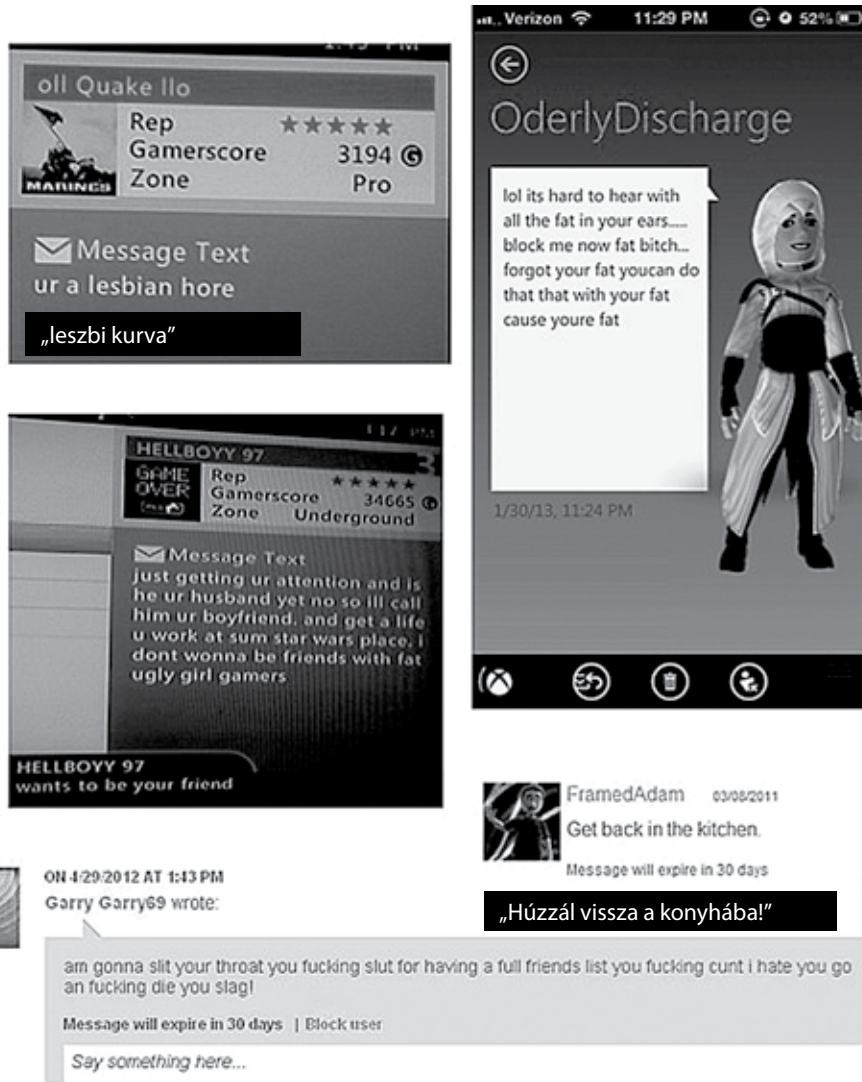 oll Quake llo
Rep
Gamerscore 3194 G
Zone Pro
MARINES
Message Text
ur a lesbian hore
„leszbi kurva”
Verizon 11:29 PM 52%
OderlyDischarge
lol its hard to hear with
all the fat in your ears.....
block me now fat bitch...
forgot your fat youcan do
that that with your fat
cause youre fat
1/30/13, 11:24 PM
HELLBOYY 97
GAME
OVER
Rep
Gamerscore 34665 G
Zone Underground
Message Text
just getting ur attention and is
he ur husband yet no so ill call
him ur boyfriend. and get a life
u work at sum star wars place. i
dont wonna be friends with fat
ugly girl gamers
HELLBOYY 97
wants to be your friend
FramedAdam 03/08/2011
Get back in the kitchen.
Message will expire in 30 days
„Húzzál vissza a konyhába!”
ON 4/29/2012 AT 1:43 PM
Garry Garry69 wrote:
am gonna slit your throat you fucking slut for having a full friends list you fucking cunt i hate you go
an fucking die you slag!
Message will expire in 30 days | Block user
Say something here...